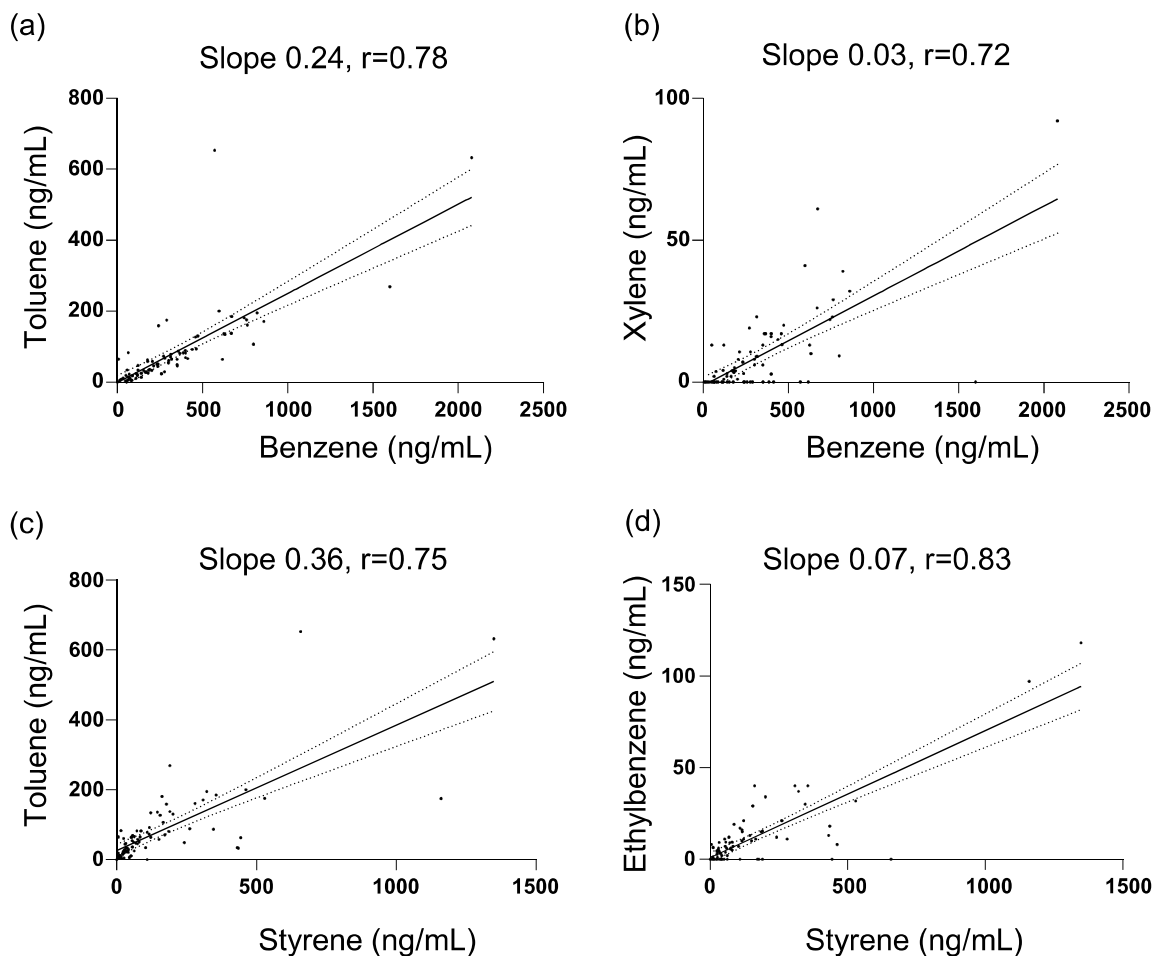 (a)
Slope 0.24, r=0.78
800
600
400
200
0
Toluene (ng/mL)
0 500 1000 1500 2000 2500
Benzene (ng/mL)
(b)
Slope 0.03, r=0.72
100
50
0
Xylene (ng/mL)
0 500 1000 1500 2000 2500
Benzene (ng/mL)
(c)
Slope 0.36, r=0.75
800
600
400
200
0
Toluene (ng/mL)
0 500 1000 1500
Styrene (ng/mL)
(d)
Slope 0.07, r=0.83
150
100
50
0
Ethylbenzene (ng/mL)
0 500 1000 1500
Styrene (ng/mL)